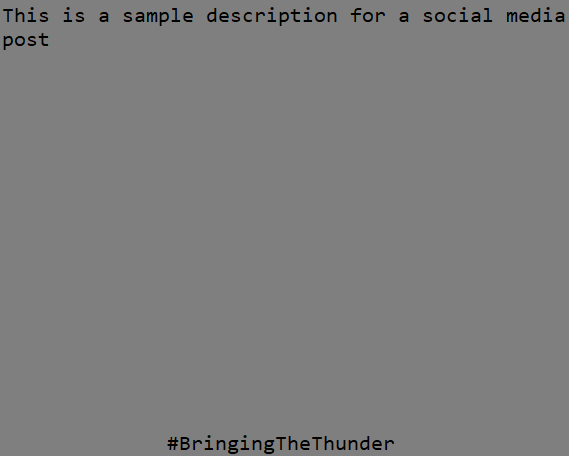 This is a sample description for a social media
post
#BringingTheThunder